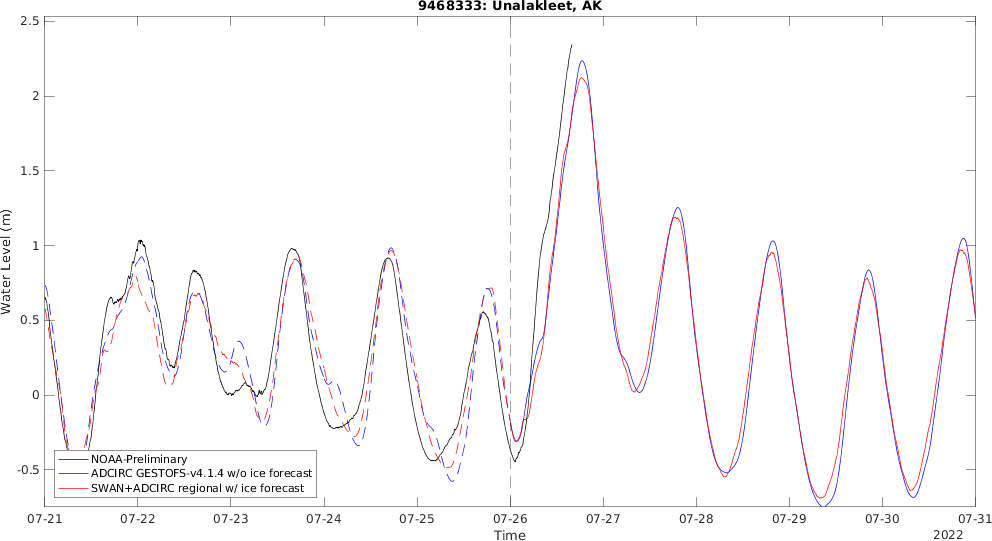 9468333: Unalakleet, AK
2.5
2
1.5
1
0.5
0
-0.5
Water Level (m)
NOAA-Preliminary
ADCIRC GESTOFS-v4.1.4 w/o ice forecast
SWAN+ADCIRC regional w/ ice forecast
07-21 07-22 07-23 07-24 07-25 07-26 07-27 07-28 07-29 07-30 07-31
Time
2022